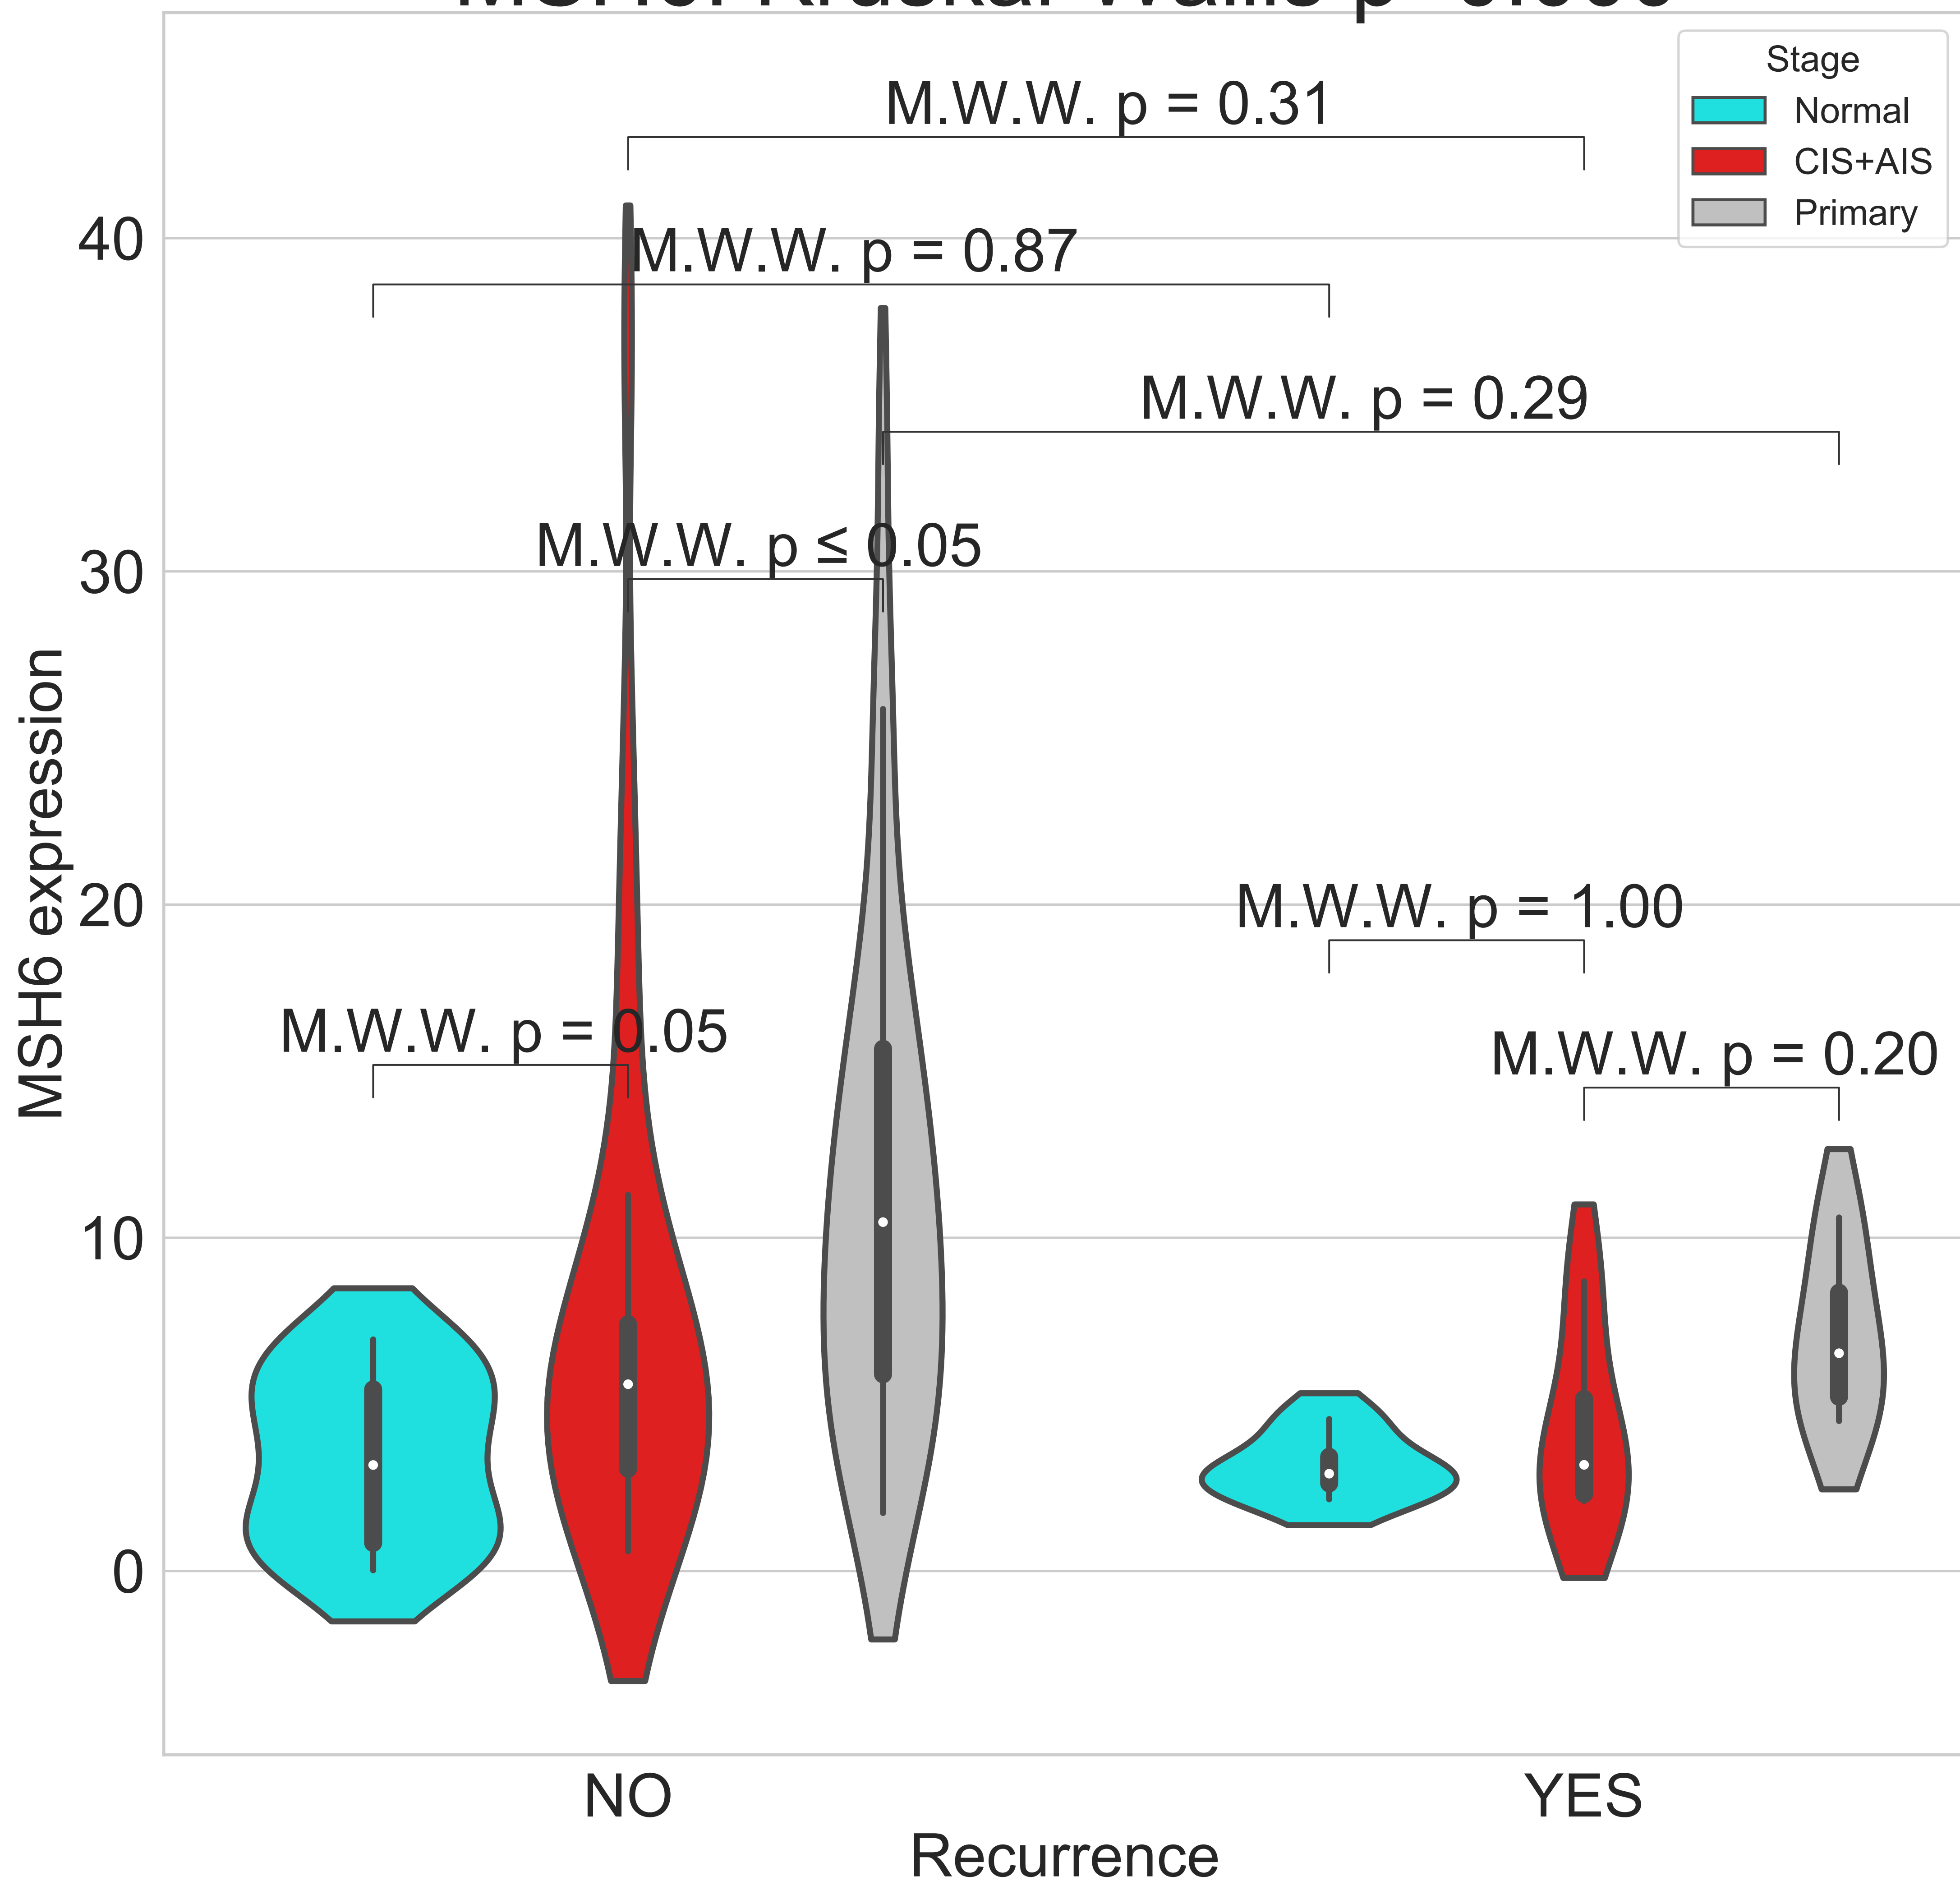 Stage
Normal
CIS+AIS
Primary
M.W.W. p = 0.31
M.W.W. p = 0.87
M.W.W. p = 0.29
M.W.W. p ≤ 0.05
M.W.W. p = 1.00
M.W.W. p = 0.05
M.W.W. p = 0.20
MSH6 expression
40
30
20
10
0
NO
YES
Recurrence